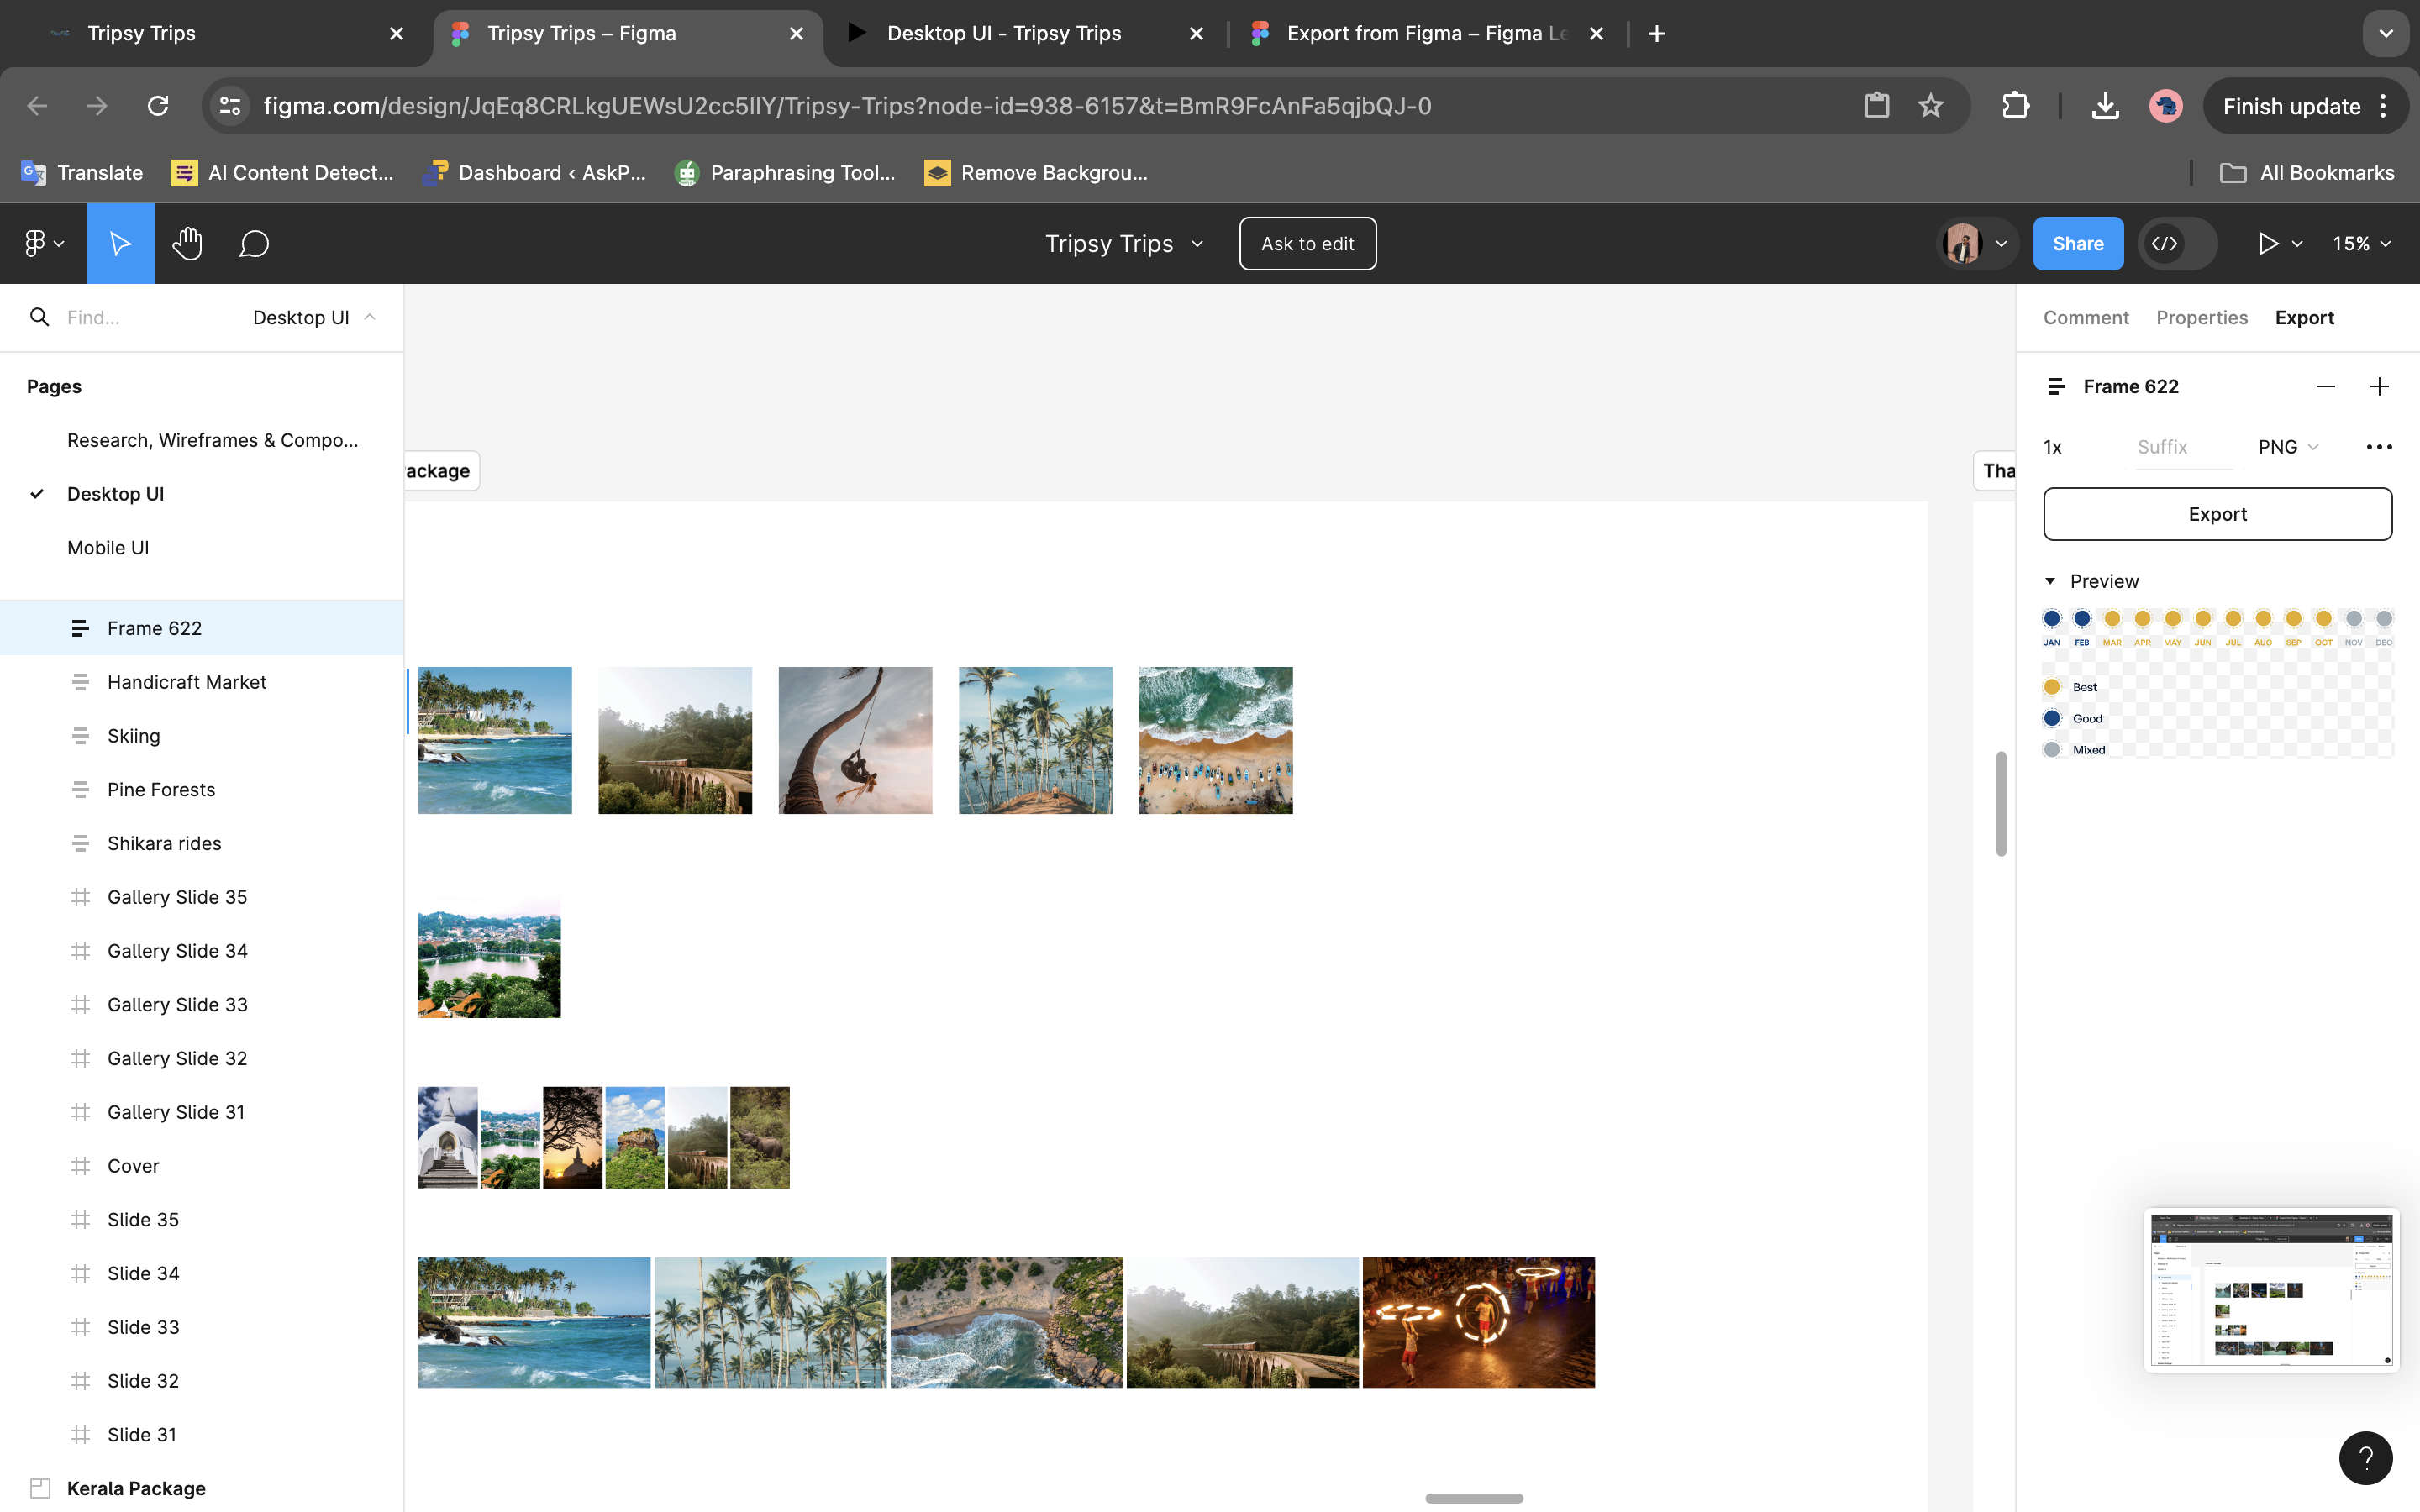 Tripsy Trips
Tripsy Trips – Figma
Desktop UI - Tripsy Trips
Export from Figma – Figma Le
figma.com/design/JqEq8CRLkgUEWsU2cc5IlY/Tripsy-Trips?node-id=938-6157&t=BmR9FcAnFa5qjbQJ-0
Finish update
Translate
AI Content Detect...
Dashboard ‹ AskP...
Paraphrasing Tool...
Remove Backgrou...
All Bookmarks
Tripsy Trips
Ask to edit
Share
15%
Find...
Desktop UI
Pages
Research, Wireframes & Compo...
Desktop UI
Mobile UI
Frame 622
Handicraft Market
Skiing
Pine Forests
Shikara rides
Gallery Slide 35
Gallery Slide 34
Gallery Slide 33
Gallery Slide 32
Gallery Slide 31
Cover
Slide 35
Slide 34
Slide 33
Slide 32
Slide 31
Kerala Package
ackage
Tha
Comment
Properties
Export
Frame 622
1x
Suffix
PNG
Export
Preview
JAN FEB MAR APR MAY JUN JUL AUG SEP OCT NOV DEC
Best
Good
Mixed
?